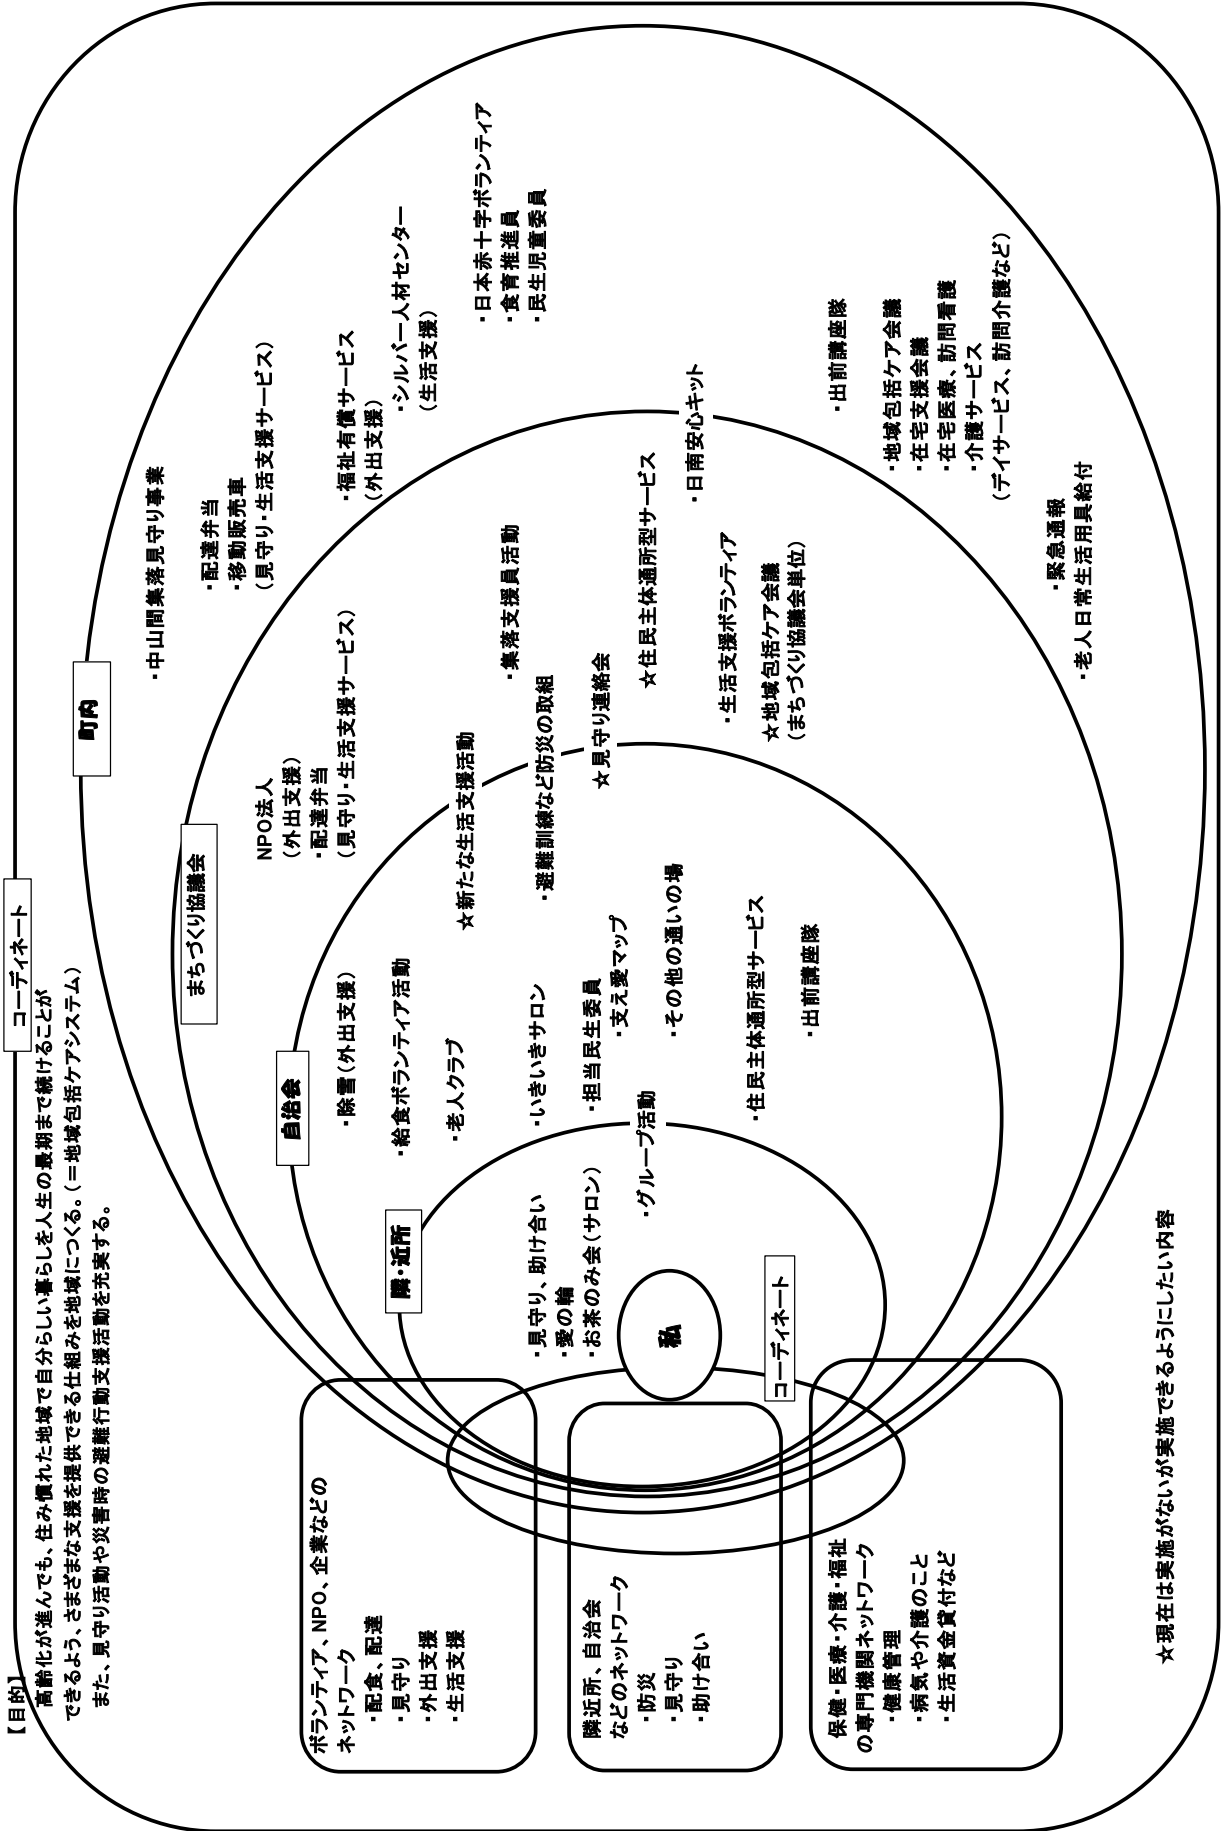 【目的】
高齢化が進んでも、住み慣れた地域で自分らしい暮らしを人生の最期まで続けることが
できるよう、さまざまな支援を提供できる仕組みを地域につくる。(＝地域包括ケアシステム)
また、見守り活動や災害時の避難行動支援活動を充実する。
コーディネート
町内
・中山間集落見守り事業
・配達弁当
・移動販売車
(見守り・生活支援サービス)
・福祉有償サービス
(外出支援)
・シルバー人材センター
(生活支援)
・日本赤十字ボランティア
・食育推進員
・民生児童委員
・日南安心キット
・出前講座隊
・地域包括ケア会議
・在宅支援会議
・在宅医療、訪問看護
・介護サービス
(デイサービス、訪問介護など)
・緊急通報
・老人日常生活用具給付
まちづくり協議会
NPO法人
(外出支援)
・配達弁当
(見守り・生活支援サービス)
☆新たな生活支援活動
・集落支援員活動
・避難訓練など防災の取組
☆見守り連絡会
☆住民主体通所型サービス
・生活支援ボランティア
☆地域包括ケア会議
(まちづくり協議会単位)
自治会
・除雪(外出支援)
・給食ボランティア活動
・老人クラブ
・いきいきサロン
・担当民生委員
・支え愛マップ
・その他の通いの場
・住民主体通所型サービス
・出前講座隊
隣・近所
・見守り、助け合い
・愛の輪
・お茶のみ会(サロン)
・グループ活動
私
コーディネート
ボランティア、NPO、企業などの
ネットワーク
・配食、配達
・見守り
・外出支援
・生活支援
隣近所、自治会
などのネットワーク
・防災
・見守り
・助け合い
保健・医療・介護・福祉
の専門機関ネットワーク
・健康管理
・病気や介護のこと
・生活資金貸付など
☆現在は実施がないが実施できるようにしたい内容